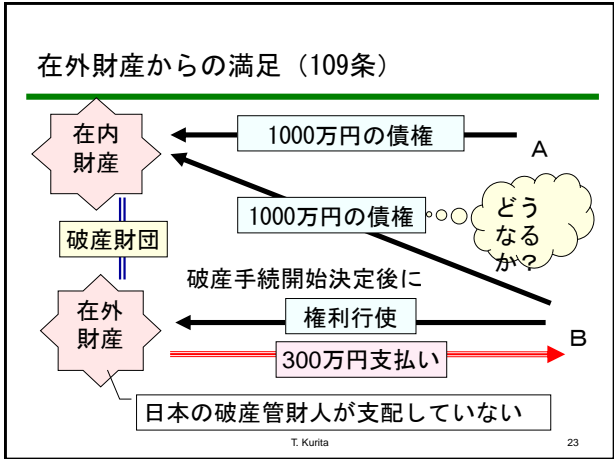 在外財産からの満足（109条）
在内
財産
1000万円の債権
A
1000万円の債権
どう
なる
か？
破産財団
破産手続開始決定後に
在外
財産
権利行使
B
300万円支払い
日本の破産管財人が支配していない
T. Kurita
23